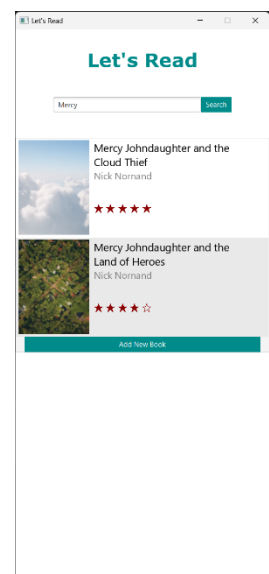 Let's Read
Let's Read
Mercy
Search
Mercy Johndaughter and the
Cloud Thief
Nick Nornand
★★★★★
Mercy Johndaughter and the
Land of Heroes
Nick Nornand
★★★★☆
Add New Book